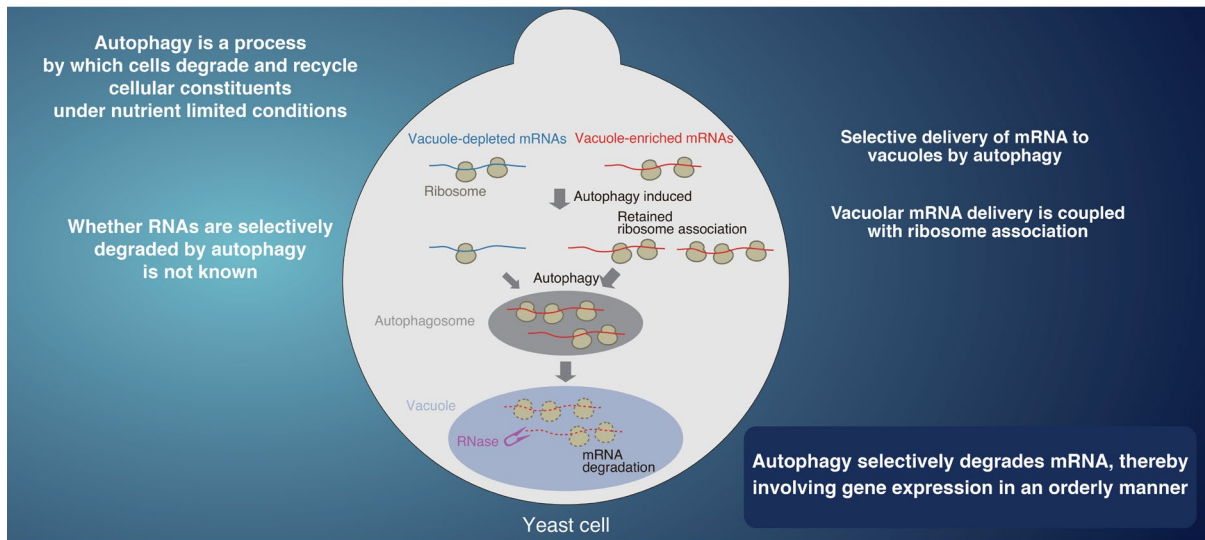 Autophagy is a process
by which cells degrade and recycle
cellular constituents
under nutrient limited conditions
Whether RNAs are selectively
degraded by autophagy
is not known
Vacuole-depleted mRNAs
Vacuole-enriched mRNAs
Ribosome
Autophagy induced
Retained
ribosome association
Autophagy
Autophagosome
Vacuole
RNase
mRNA
degradation
Yeast cell
Selective delivery of mRNA to
vacuoles by autophagy
Vacuolar mRNA delivery is coupled
with ribosome association
Autophagy selectively degrades mRNA, thereby
involving gene expression in an orderly manner